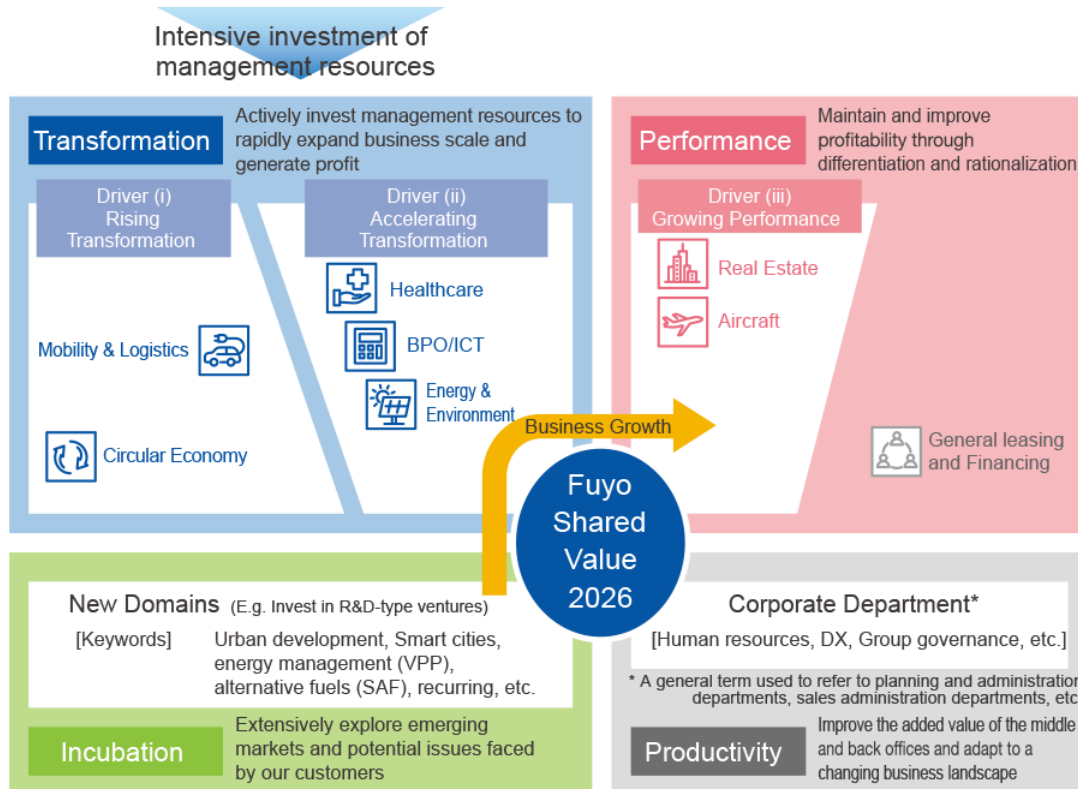 Intensive investment of
management resources
Transformation
Actively invest management resources to
rapidly expand business scale and
generate profit
Driver (i)
Rising
Transformation
Driver (ii)
Accelerating
Transformation
Healthcare
Mobility & Logistics
BPO/ICT
Energy &
Environment
Circular Economy
Performance
Maintain and improve
profitability through
differentiation and rationalization
Driver (iii)
Growing Performance
Real Estate
Aircraft
General leasing
and Financing
Business Growth
Fuyo
Shared
Value
2026
New Domains (E.g. Invest in R&D-type ventures)
[Keywords] Urban development, Smart cities,
energy management (VPP),
alternative fuels (SAF), recurring, etc.
Incubation
Extensively explore emerging
markets and potential issues faced
by our customers
Corporate Department*
[Human resources, DX, Group governance, etc.]
* A general term used to refer to planning and administration
departments, sales administration departments, etc
Productivity
Improve the added value of the middle
and back offices and adapt to a
changing business landscape